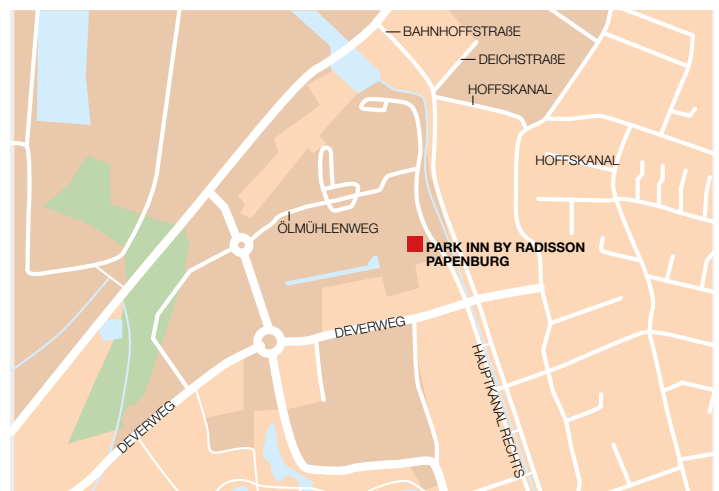 BAHNHOFFSTRAßE
DEICHSTRAßE
HOFFSKANAL
HOFFSKANAL
ÖLMÜHLENWEG
PARK INN BY RADISSON
PAPENBURG
DEVERWEG
HAUPTKANAL RECHTS
DEVERWEG